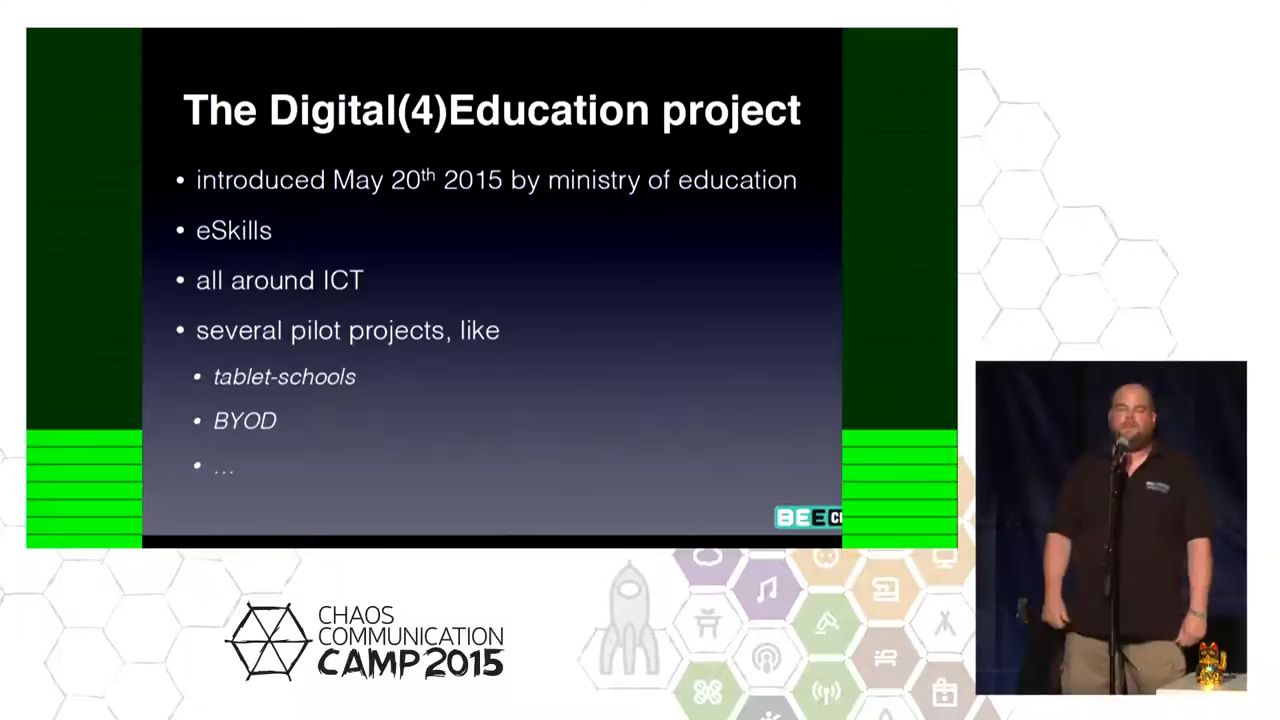 The Digital(4)Education project
• introduced May 20th 2015 by ministry of education
• eSkills
• all around ICT
• several pilot projects, like
• tablet-schools
• BYOD
• ...
BEE
CHAOS
COMMUNICATION
CAMP 2015